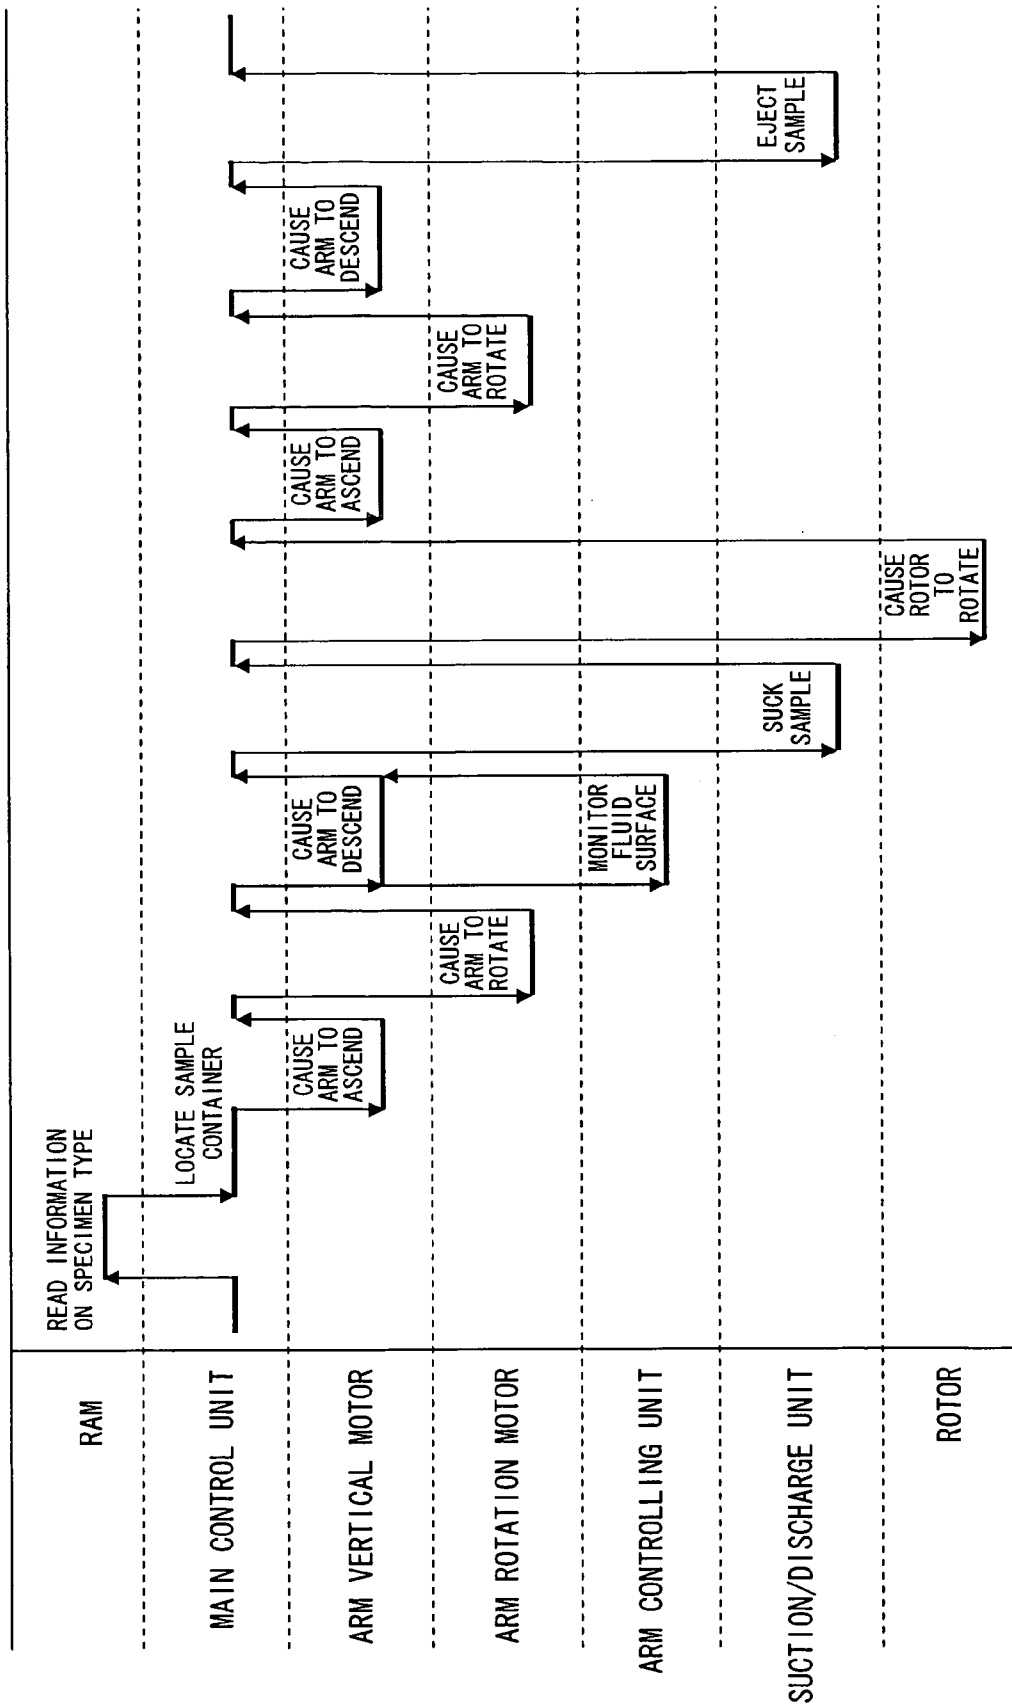 RAM
READ INFORMATION
ON SPECIMEN TYPE
MAIN CONTROL UNIT
LOCATE SAMPLE
CONTAINER
ARM VERTICAL MOTOR
CAUSE
ARM TO
ASCEND
CAUSE
ARM TO
DESCEND
CAUSE
ARM TO
ASCEND
CAUSE
ARM TO
DESCEND
ARM ROTATION MOTOR
CAUSE
ARM TO
ROTATE
CAUSE
ARM TO
ROTATE
ARM CONTROLLING UNIT
MONITOR
FLUID
SURFACE
SUCTION/DISCHARGE UNIT
SUCK
SAMPLE
EJECT
SAMPLE
ROTOR
CAUSE
ROTOR
TO
ROTATE